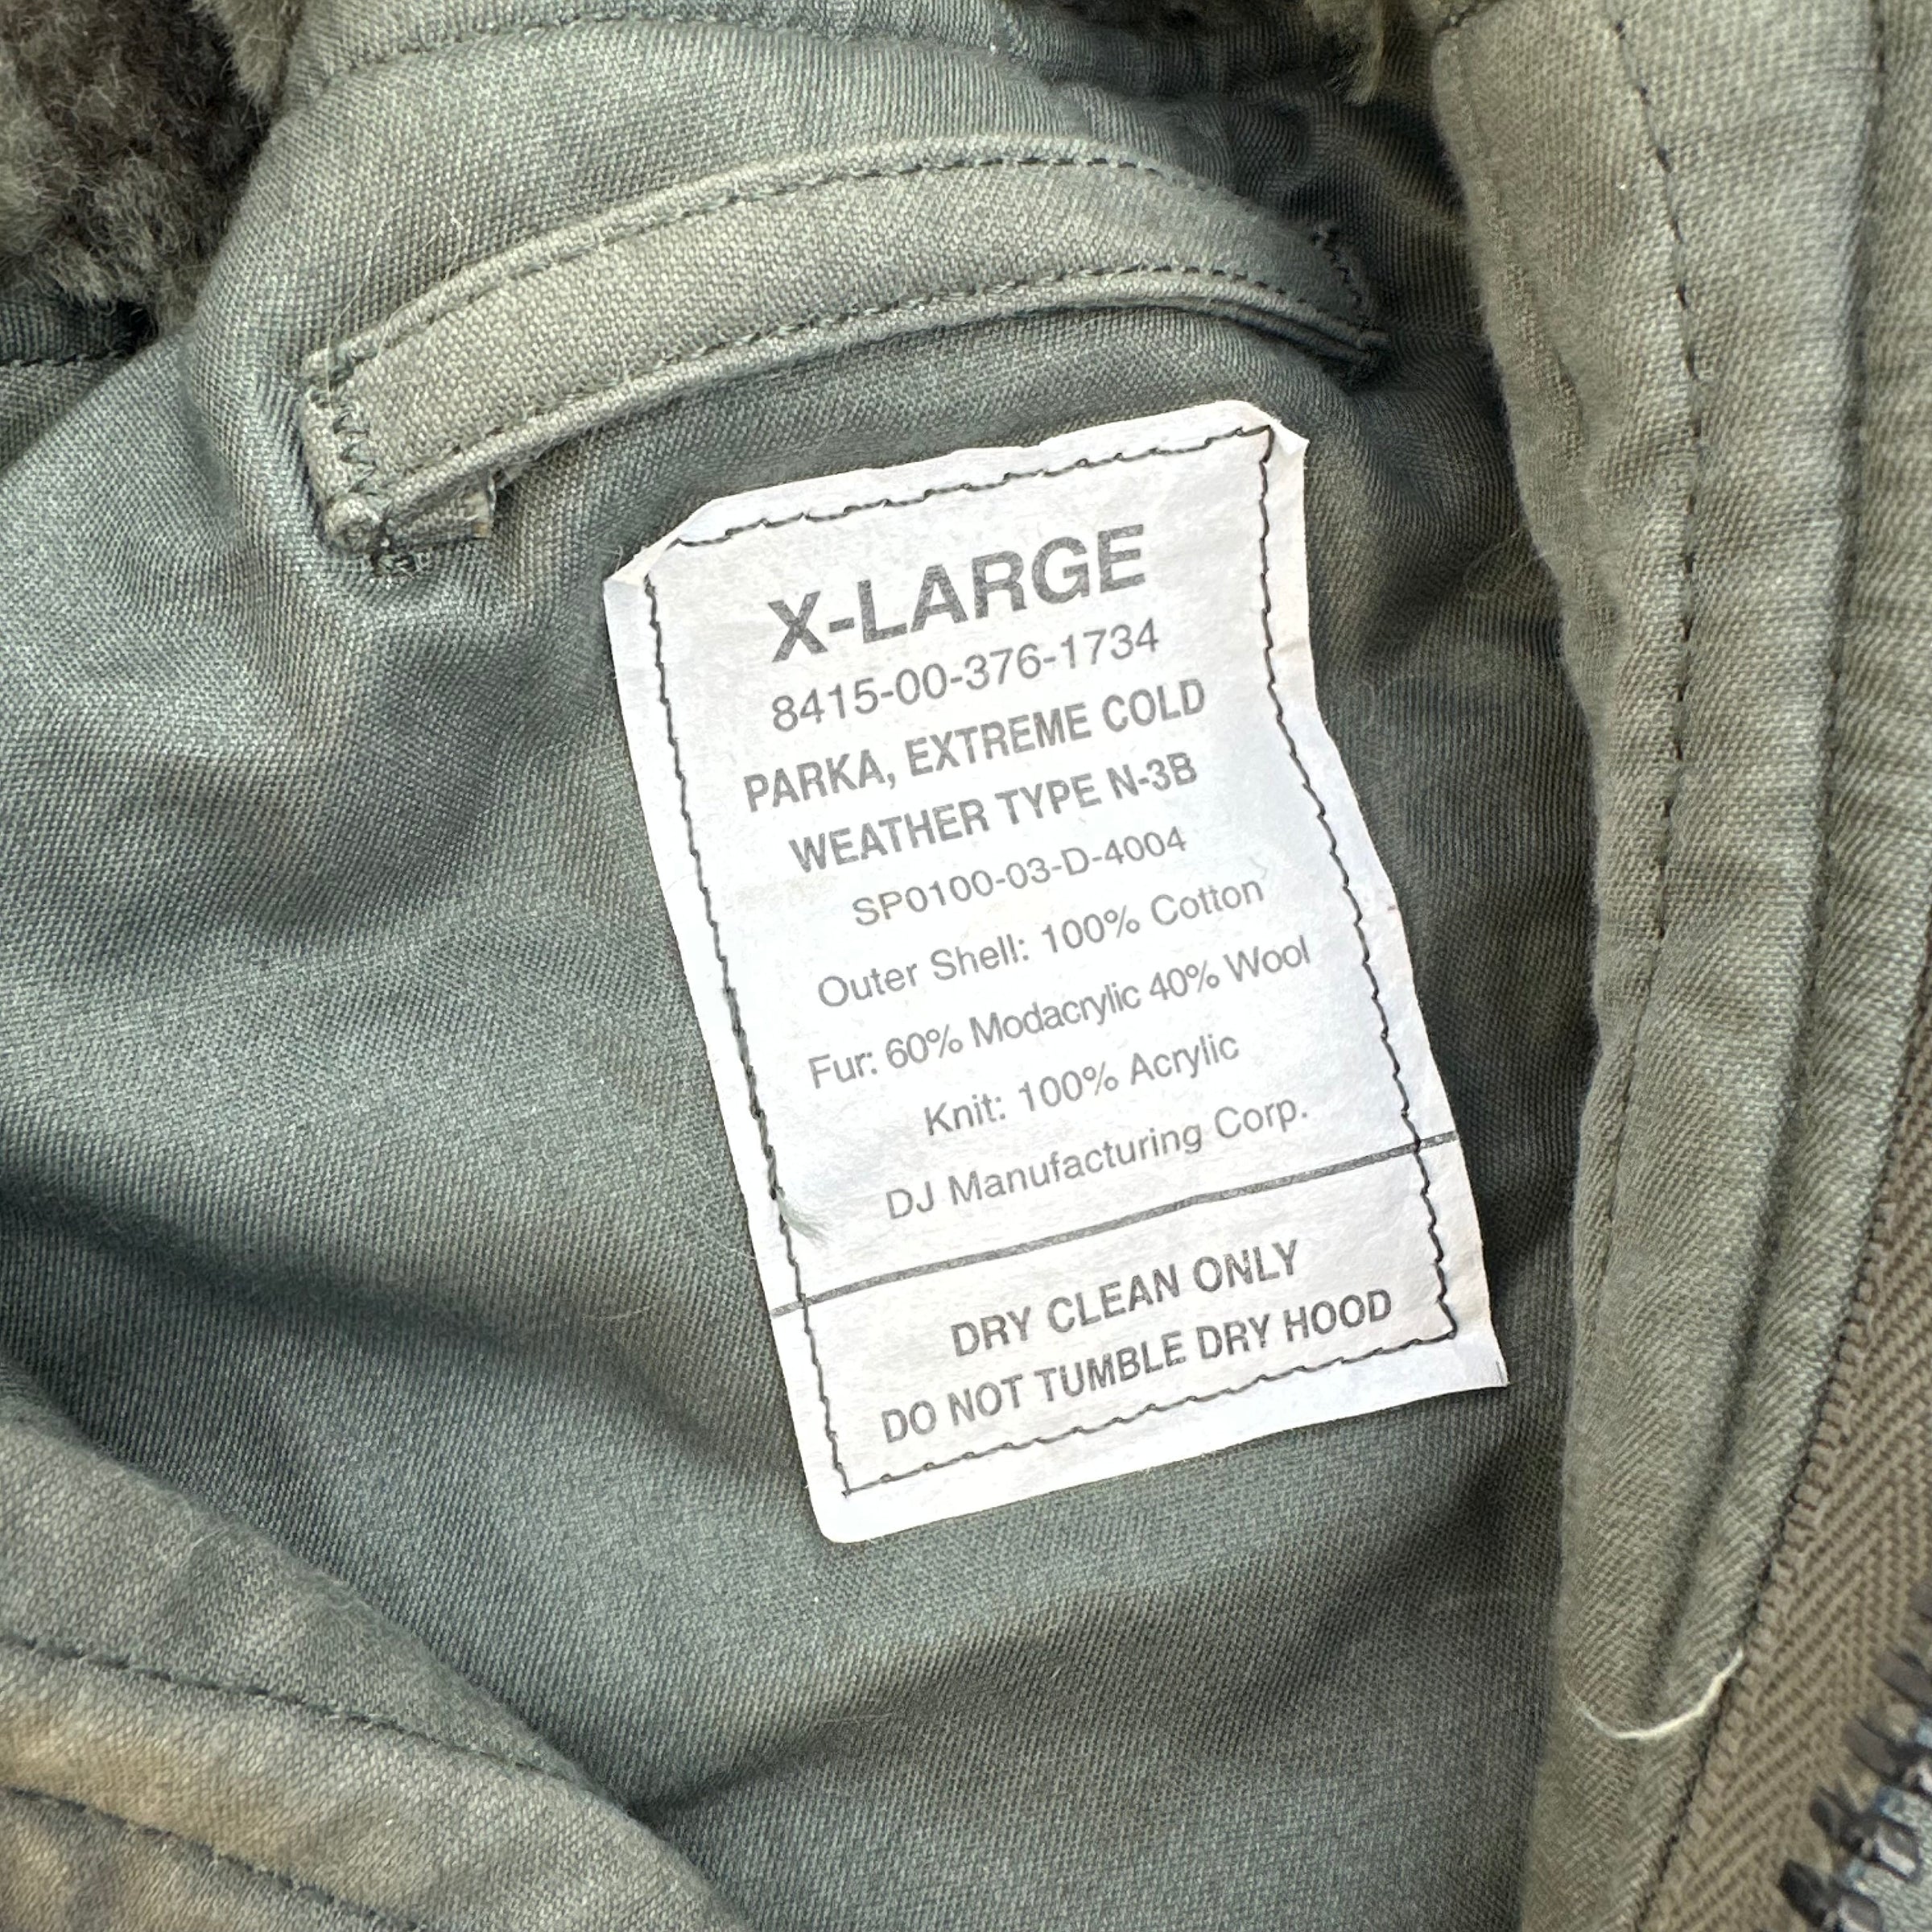 X-LARGE
8415-00-376-1734
PARKA, EXTREME COLD
WEATHER TYPE N-3B
SP0100-03-D-4004
Outer Shell: 100% Cotton
Fur: 60% Modacrylic 40% Wool
Knit: 100% Acrylic
DJ Manufacturing Corp.
DRY CLEAN ONLY
DO NOT TUMBLE DRY HOOD